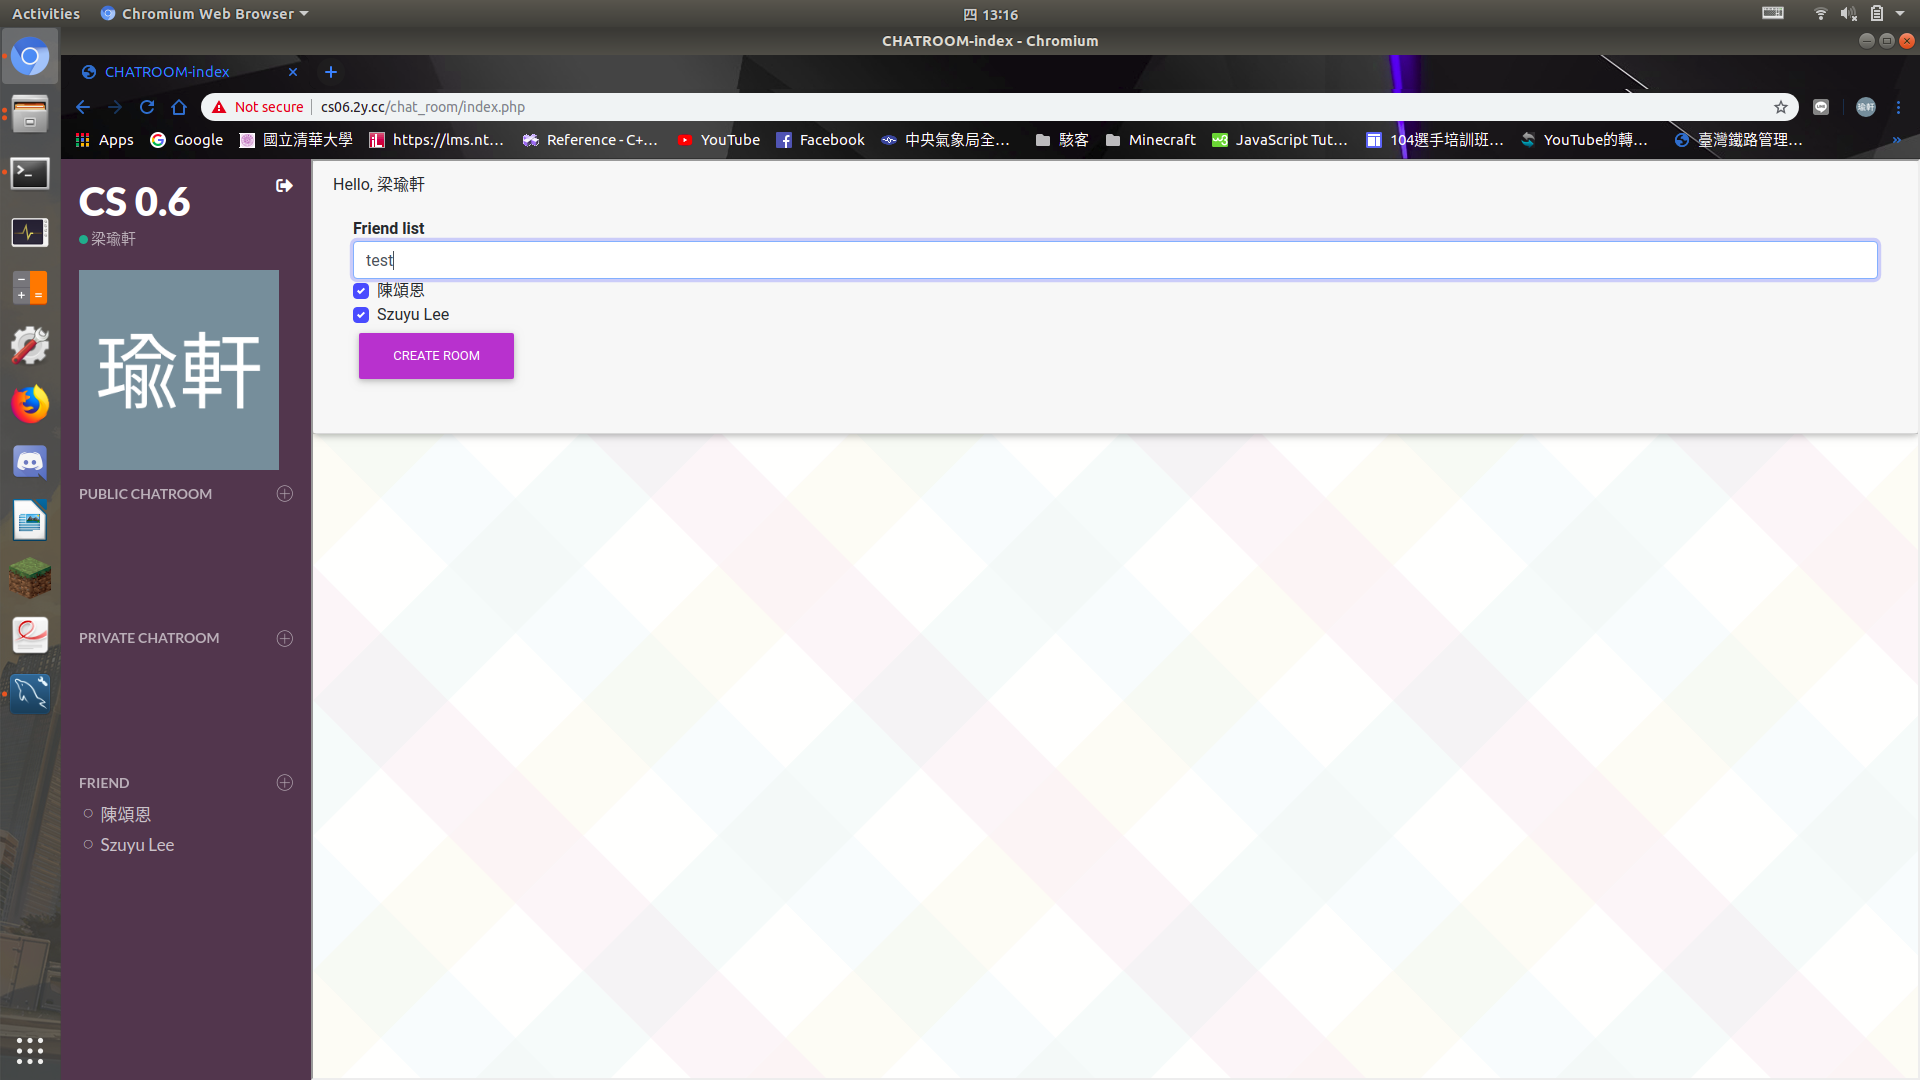 Activities
Chromium Web Browser
四 13:16
CHATROOM-index - Chromium
CHATROOM-index
Not secure
cs06.2y.cc/chat_room/index.php
Apps
Google
國立清華大學
https://lms.nt...
Reference - C+...
YouTube
Facebook
中央氣象局全...
駭客
Minecraft
JavaScript Tut...
104選手培訓班...
YouTube的轉...
臺灣鐵路管理...
»
CS 0.6
梁瑜軒
瑜軒
PUBLIC CHATROOM
PRIVATE CHATROOM
FRIEND
陳頌恩
Szuyu Lee
Hello, 梁瑜軒
Friend list
test
陳頌恩
Szuyu Lee
CREATE ROOM